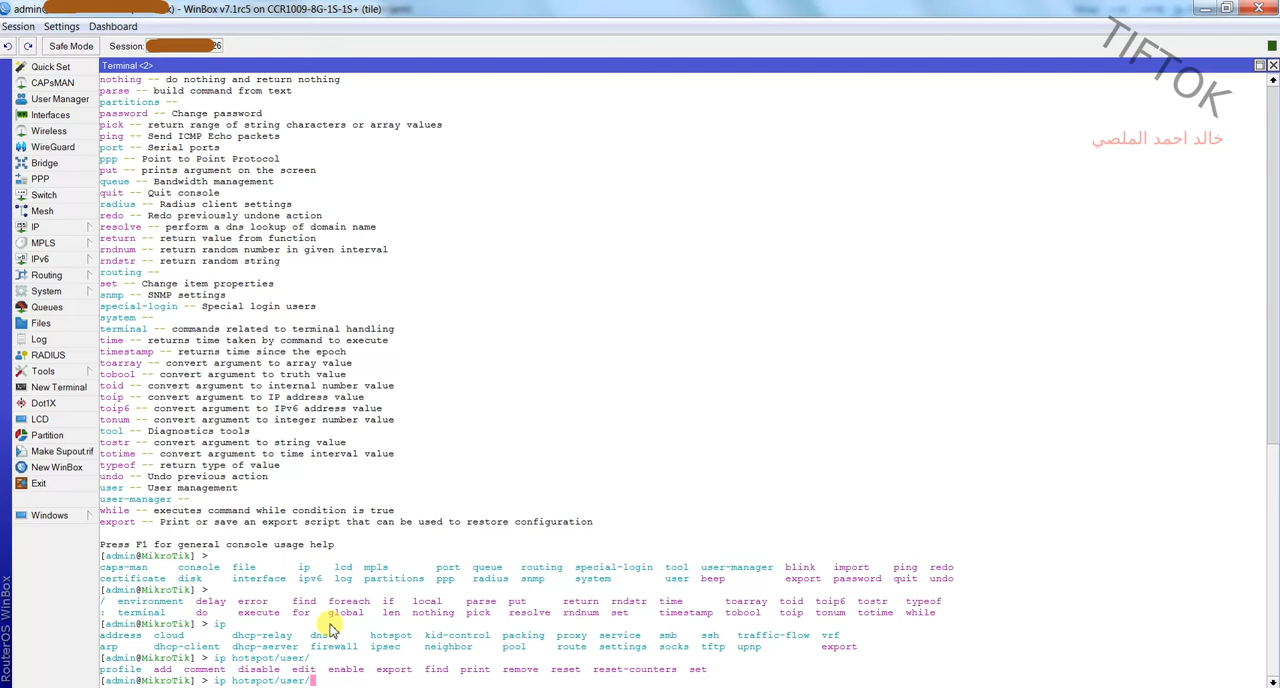 admin@ - WinBox v7.1rc5 on CCR1009-8G-1S-1S+ (tile)
Session Settings Dashboard
Safe Mode Session: 26
Terminal <2>
TIFTOK
خالد احمد الملصي
Quick Set
CAPsMAN
User Manager
Interfaces
Wireless
WireGuard
Bridge
PPP
Switch
Mesh
IP
MPLS
IPv6
Routing
System
Queues
Files
Log
RADIUS
Tools
New Terminal
Dot1X
LCD
Partition
Make Supout.rif
New WinBox
Exit
Windows
RouterOS WinBox
nothing -- do nothing and return nothing
parse -- build command from text
partitions --
password -- Change password
pick -- return range of string characters or array values
ping -- Send ICMP Echo packets
port -- Serial ports
ppp -- Point to Point Protocol
put -- prints argument on the screen
queue -- Bandwidth management
quit -- Quit console
radius -- Radius client settings
redo -- Redo previously undone action
resolve -- perform a dns lookup of domain name
return -- return value from function
rndnum -- return random number in given interval
rndstr -- return random string
routing --
set -- Change item properties
snmp -- SNMP settings
special-login -- Special login users
system --
terminal -- commands related to terminal handling
time -- returns time taken by command to execute
timestamp -- returns time since the epoch
toarray -- convert argument to array value
tobool -- convert argument to truth value
toid -- convert argument to internal number value
toip -- convert argument to IP address value
toip6 -- convert argument to IPv6 address value
tonum -- convert argument to integer number value
tool -- Diagnostics tools
tostr -- convert argument to string value
totime -- convert argument to time interval value
typeof -- return type of value
undo -- Undo previous action
user -- User management
user-manager --
while -- executes command while condition is true
export -- Print or save an export script that can be used to restore configuration
Press F1 for general console usage help
[admin@MikroTik] >
caps-man console file ip lcd mpls port queue routing special-login tool user-manager blink import ping redo
certificate disk interface ipv6 log partitions ppp radius snmp system user beep export password quit undo
[admin@MikroTik] >
/ environment delay error find foreach if local parse put return rndstr time toarray toid toip6 tostr typeof
: terminal do execute for global len nothing pick resolve rndnum set timestamp tobool toip tonum totime while
[admin@MikroTik] > ip
address cloud dhcp-relay dns hotspot kid-control packing proxy service smb ssh traffic-flow vrf
arp dhcp-client dhcp-server firewall ipsec neighbor pool route settings socks tftp upnp export
[admin@MikroTik] > ip hotspot/user/
profile add comment disable edit enable export find print remove reset reset-counters set
[admin@MikroTik] > ip hotspot/user/